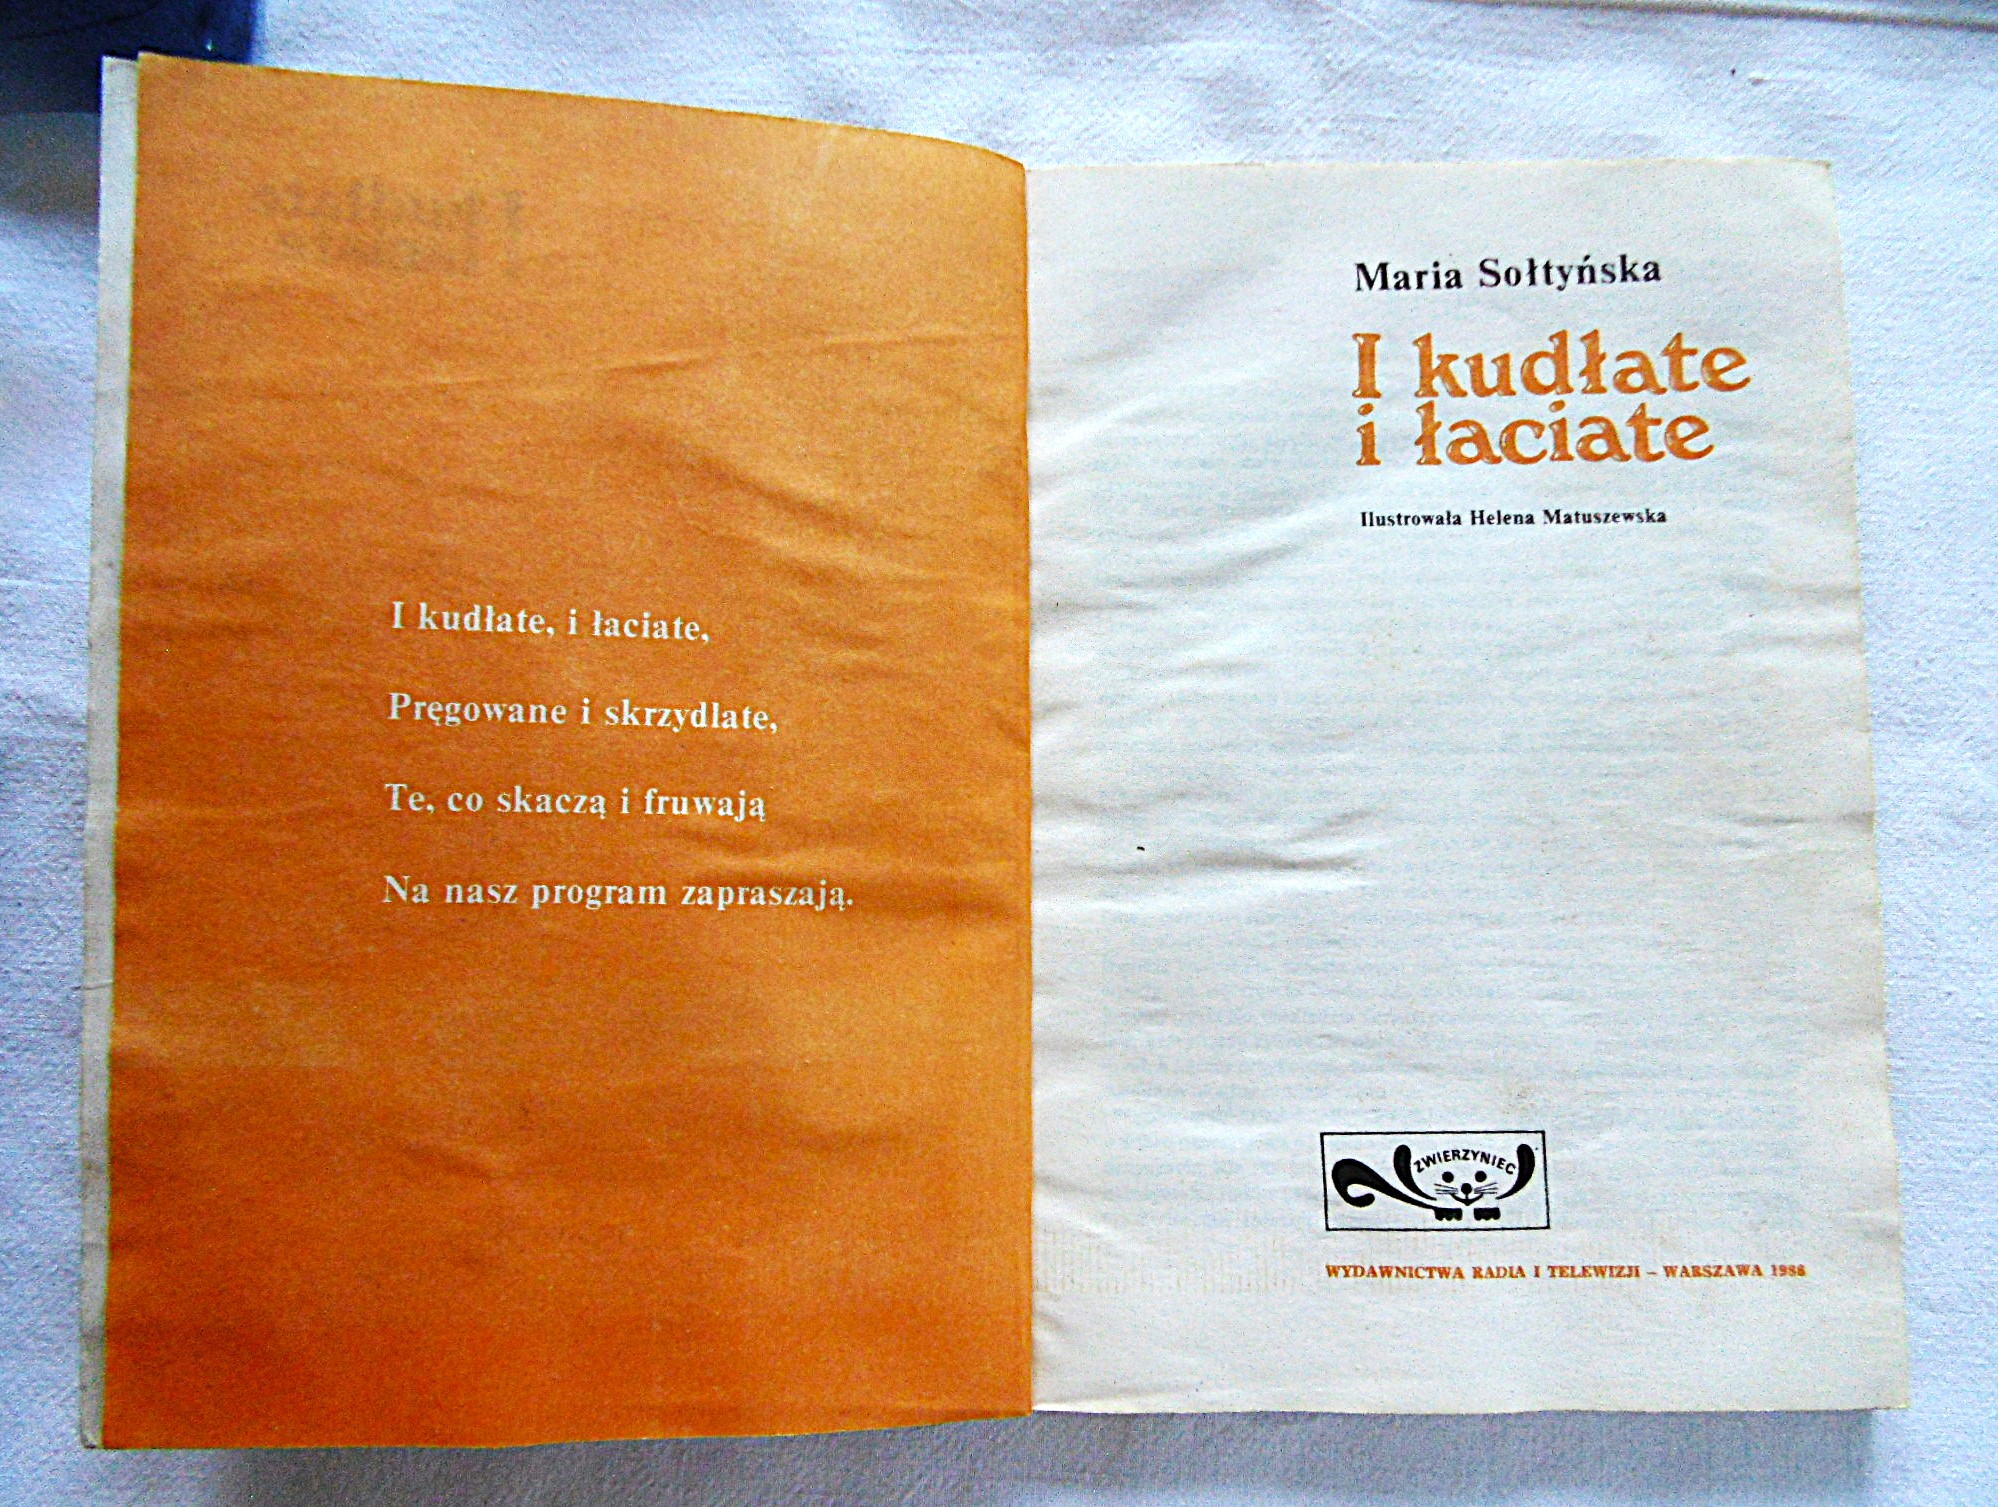 I kudłate, i łaciate,
Pręgowane i skrzydlate,
Te, co skaczą i fruwają
Na nasz program zapraszają.
Maria Sołtyńska
I kudłate
i łaciate
Ilustrowała Helena Matuszewska
ZWIERZYNIEC
WYDAWNICTWA RADIA I TELEWIZJI – WARSZAWA 1988